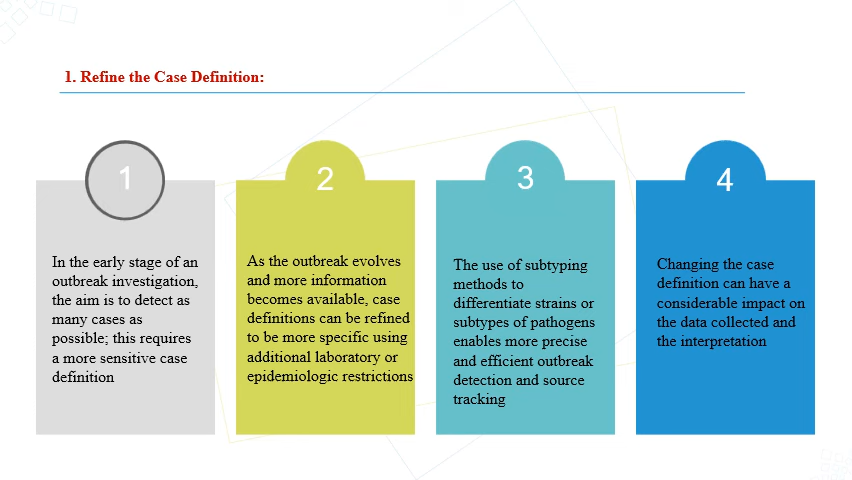 1. Refine the Case Definition:
1
In the early stage of an
outbreak investigation,
the aim is to detect as
many cases as
possible; this requires
a more sensitive case
definition
2
As the outbreak evolves
and more information
becomes available, case
definitions can be refined
to be more specific using
additional laboratory or
epidemiologic restrictions
3
The use of subtyping
methods to
differentiate strains or
subtypes of pathogens
enables more precise
and efficient outbreak
detection and source
tracking
4
Changing the case
definition can have a
considerable impact on
the data collected and
the interpretation